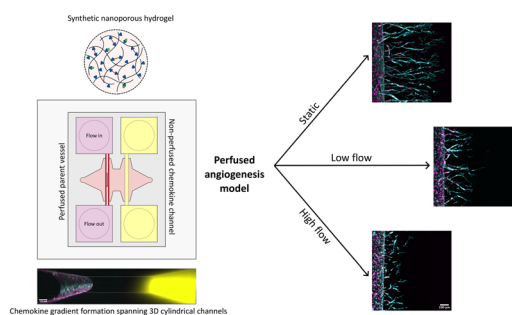 Synthetic nanoporous hydrogel
Perfused parent vessel
Flow in
Flow out
Non-perfused chemokine channel
Chemokine gradient formation spanning 3D cylindrical channels
Perfused
angiogenesis
model
Static
Low flow
High flow